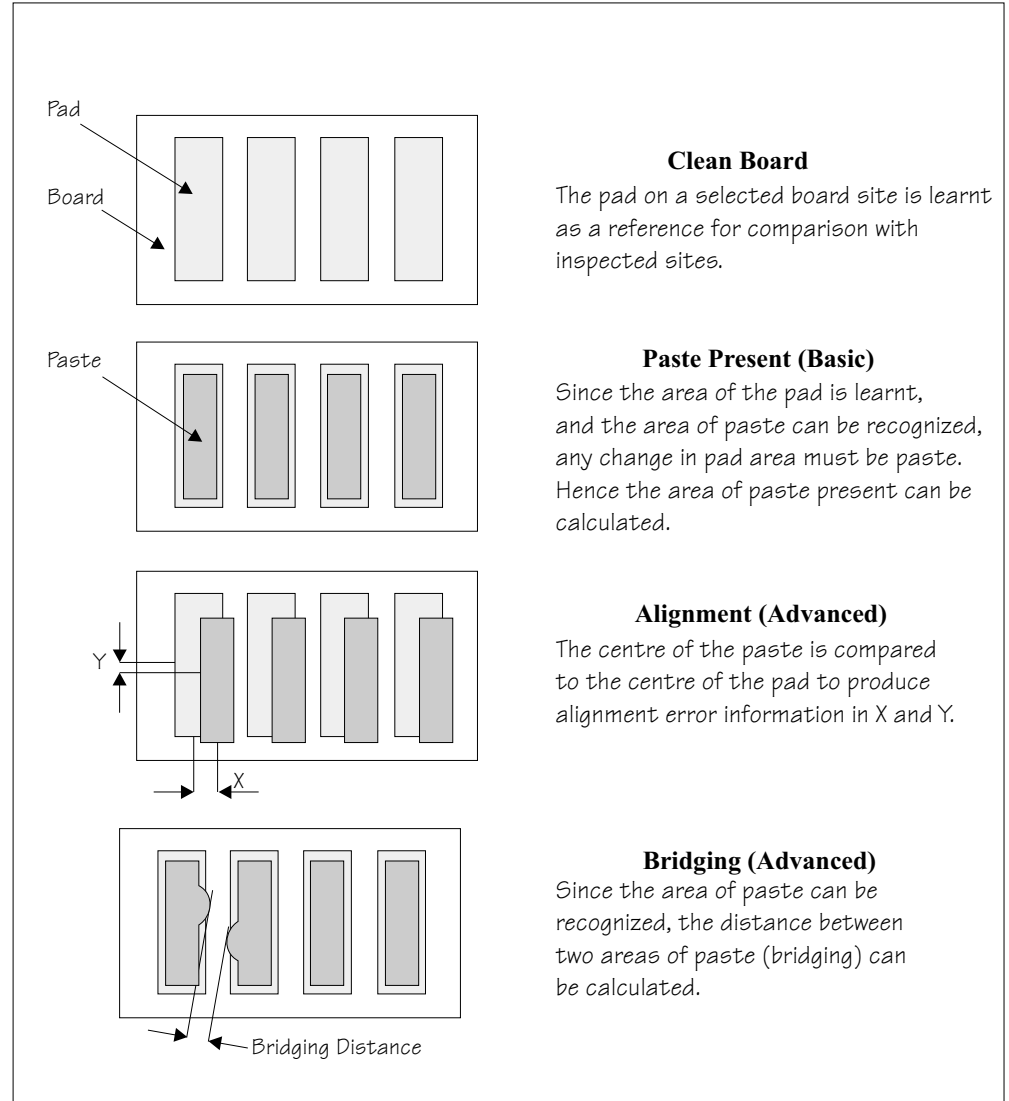 Pad
Board
Clean Board
The pad on a selected board site is learnt
as a reference for comparison with
inspected sites.
Paste
Paste Present (Basic)
Since the area of the pad is learnt,
and the area of paste can be recognized,
any change in pad area must be paste.
Hence the area of paste present can be
calculated.
Y
X
Alignment (Advanced)
The centre of the paste is compared
to the centre of the pad to produce
alignment error information in X and Y.
Bridging Distance
Bridging (Advanced)
Since the area of paste can be
recognized, the distance between
two areas of paste (bridging) can
be calculated.